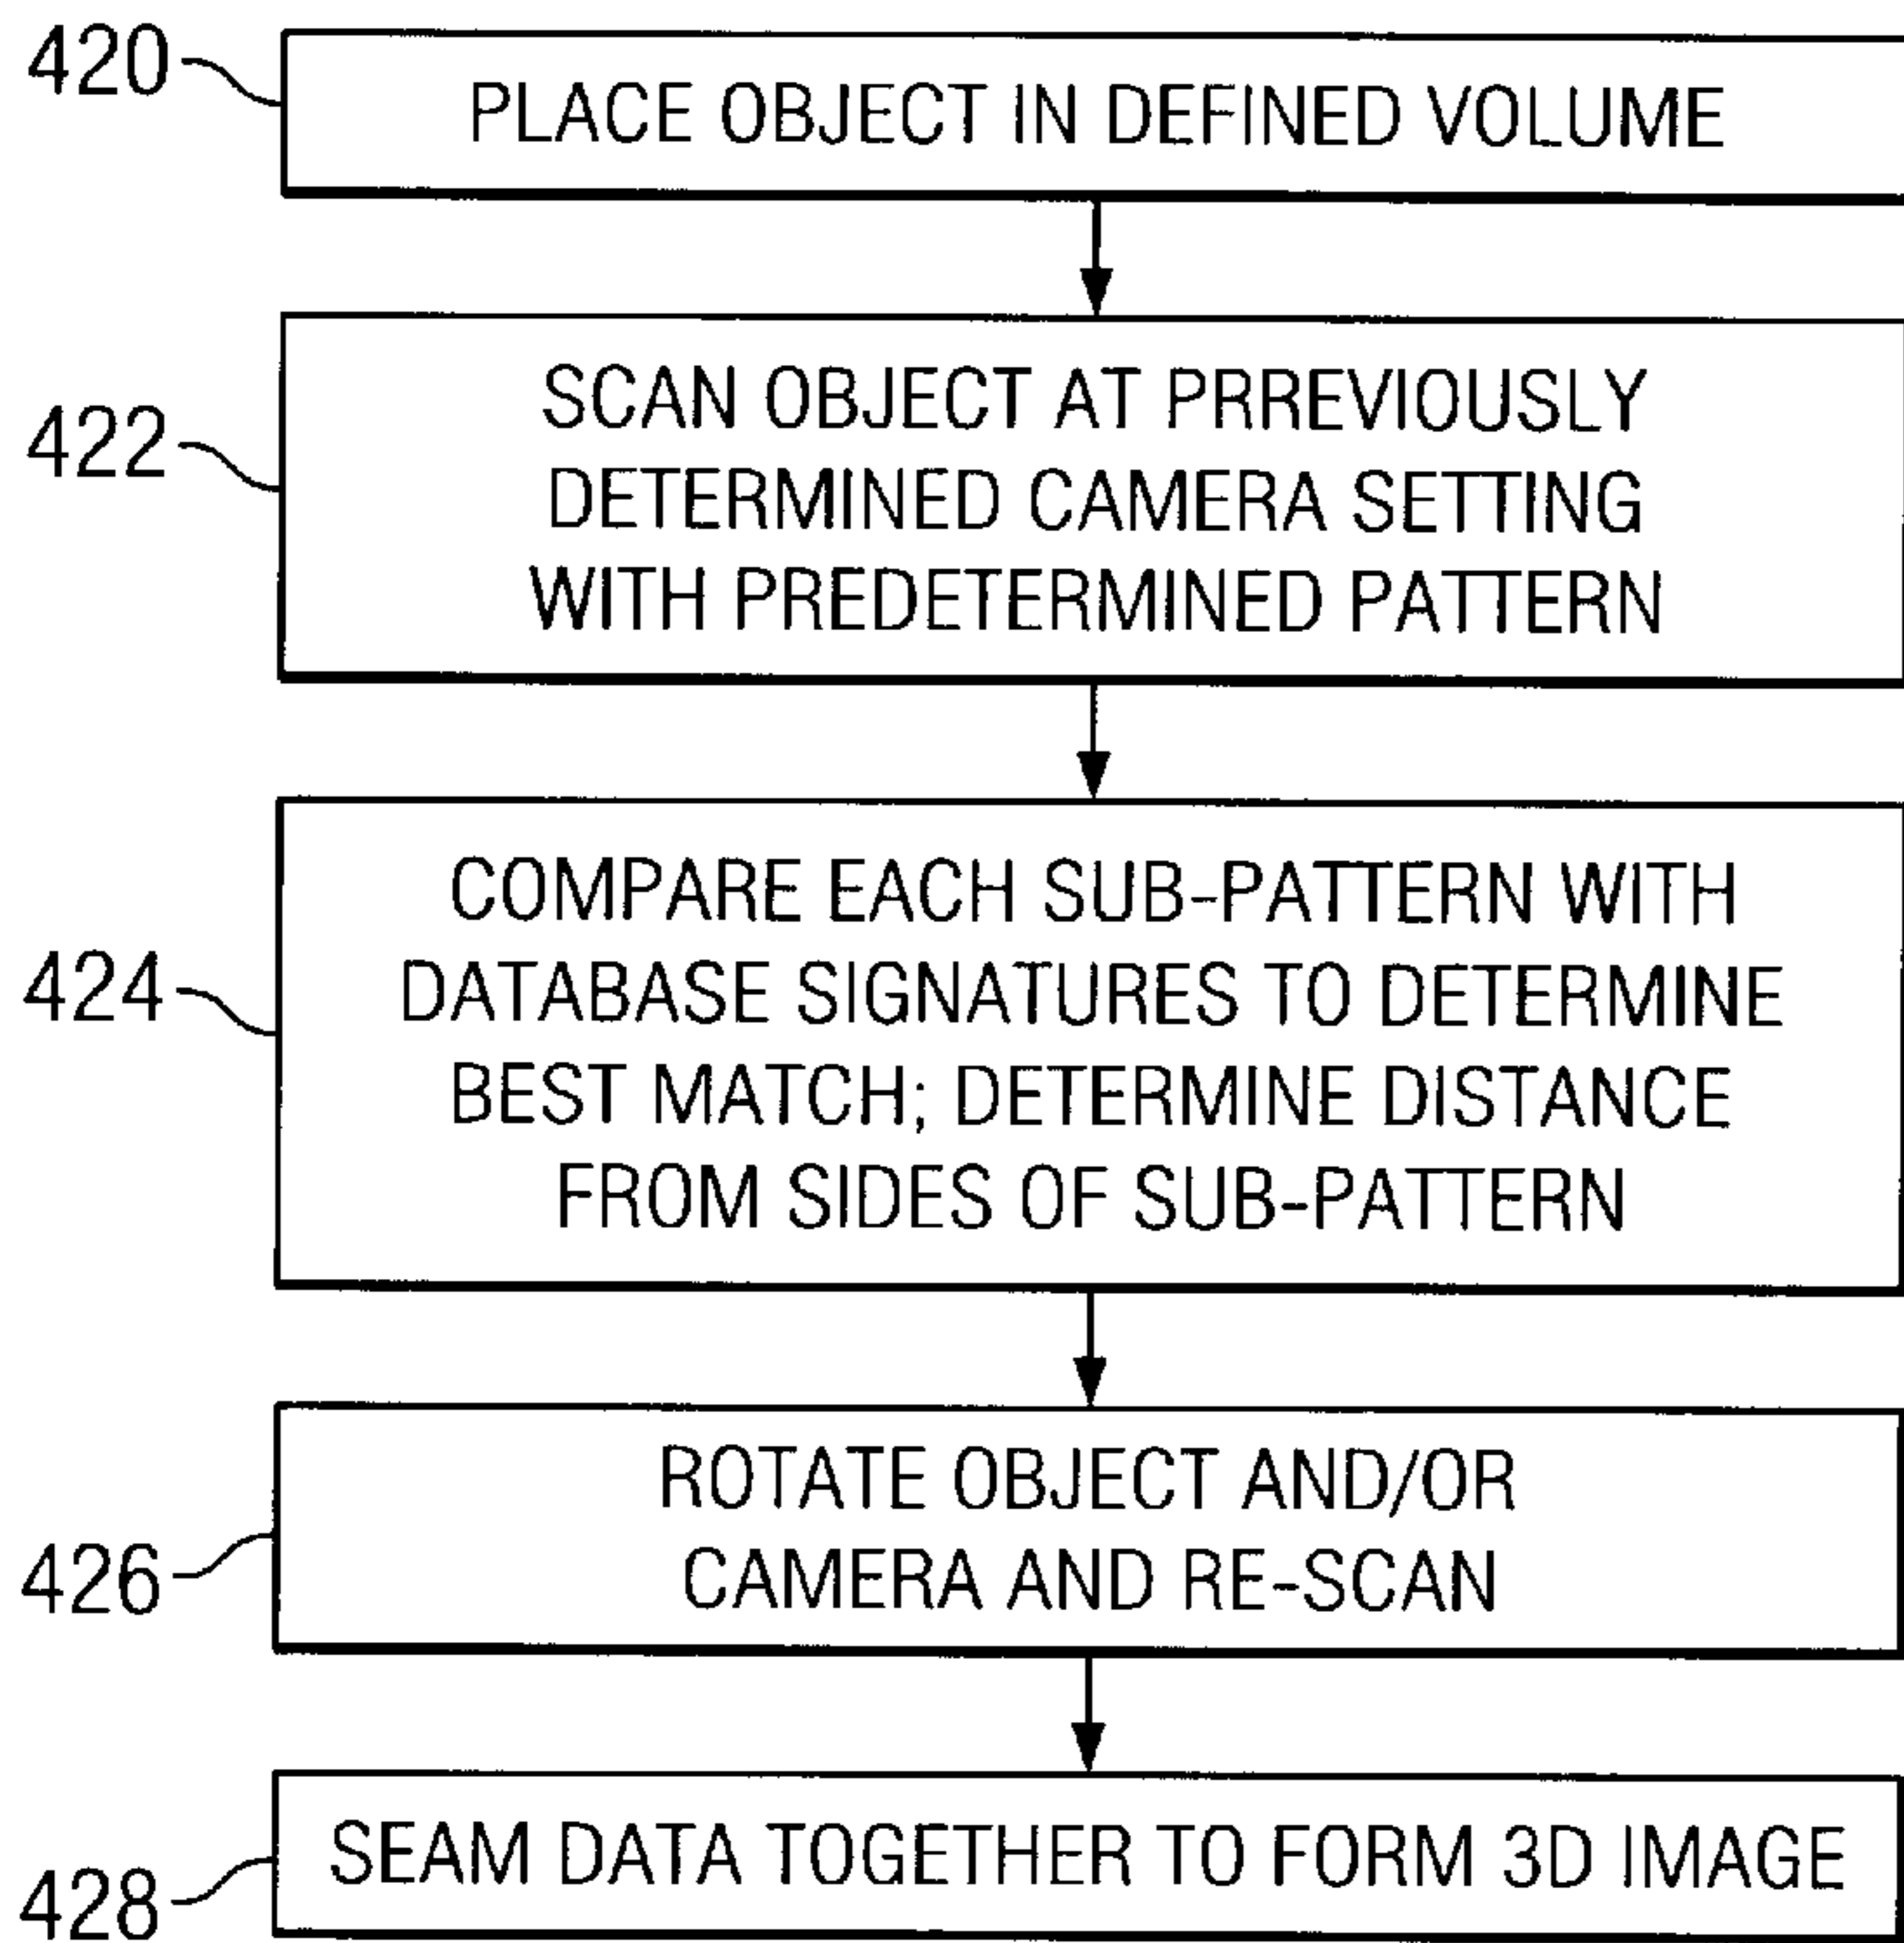 420
PLACE OBJECT IN DEFINED VOLUME
422
SCAN OBJECT AT PRREVIOUSLY
DETERMINED CAMERA SETTING
WITH PREDETERMINED PATTERN
424
COMPARE EACH SUB-PATTERN WITH
DATABASE SIGNATURES TO DETERMINE
BEST MATCH; DETERMINE DISTANCE
FROM SIDES OF SUB-PATTERN
426
ROTATE OBJECT AND/OR
CAMERA AND RE-SCAN
428
SEAM DATA TOGETHER TO FORM 3D IMAGE